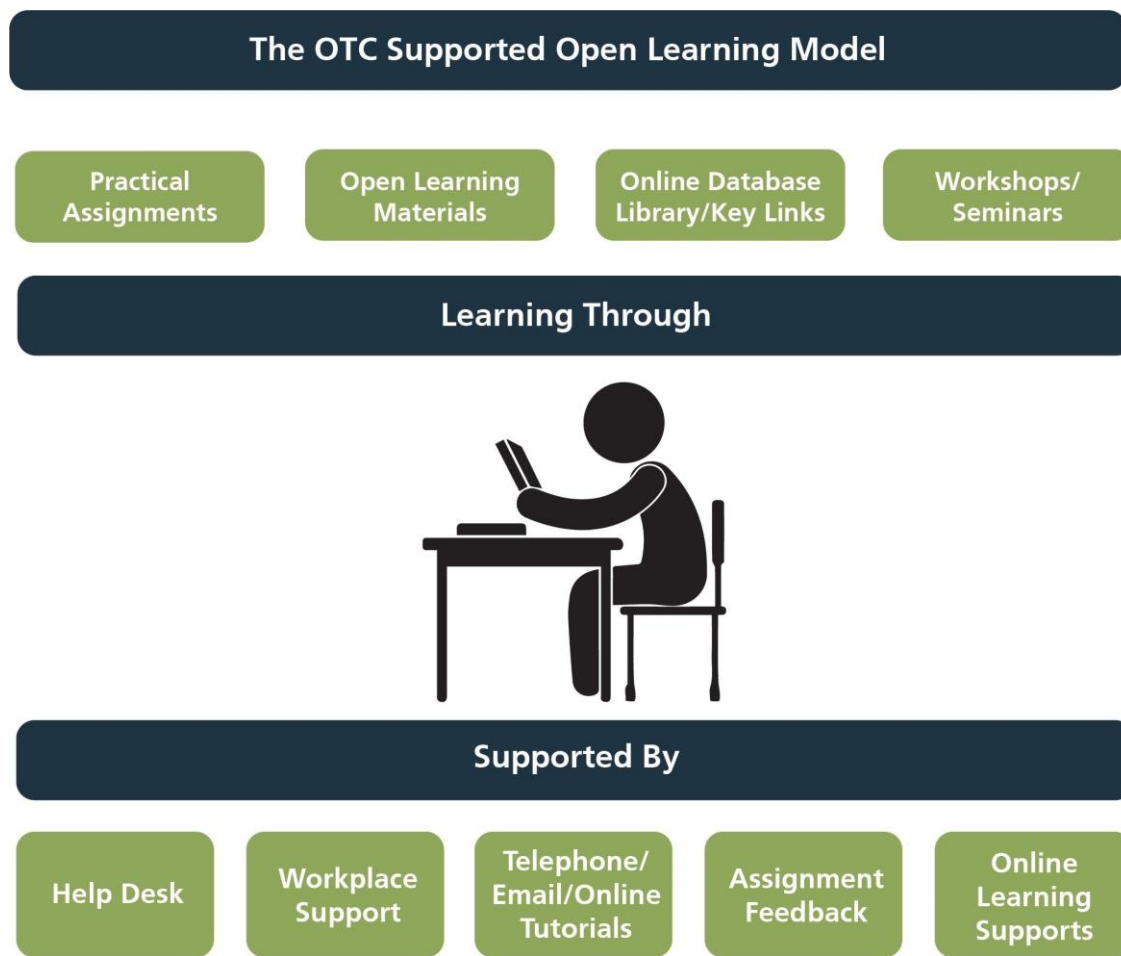 The OTC Supported Open Learning Model
Practical
Assignments
Open Learning
Materials
Online Database
Library/Key Links
Workshops/
Seminars
Learning Through
Supported By
Help Desk
Workplace
Support
Telephone/
Email/Online
Tutorials
Assignment
Feedback
Online
Learning
Supports